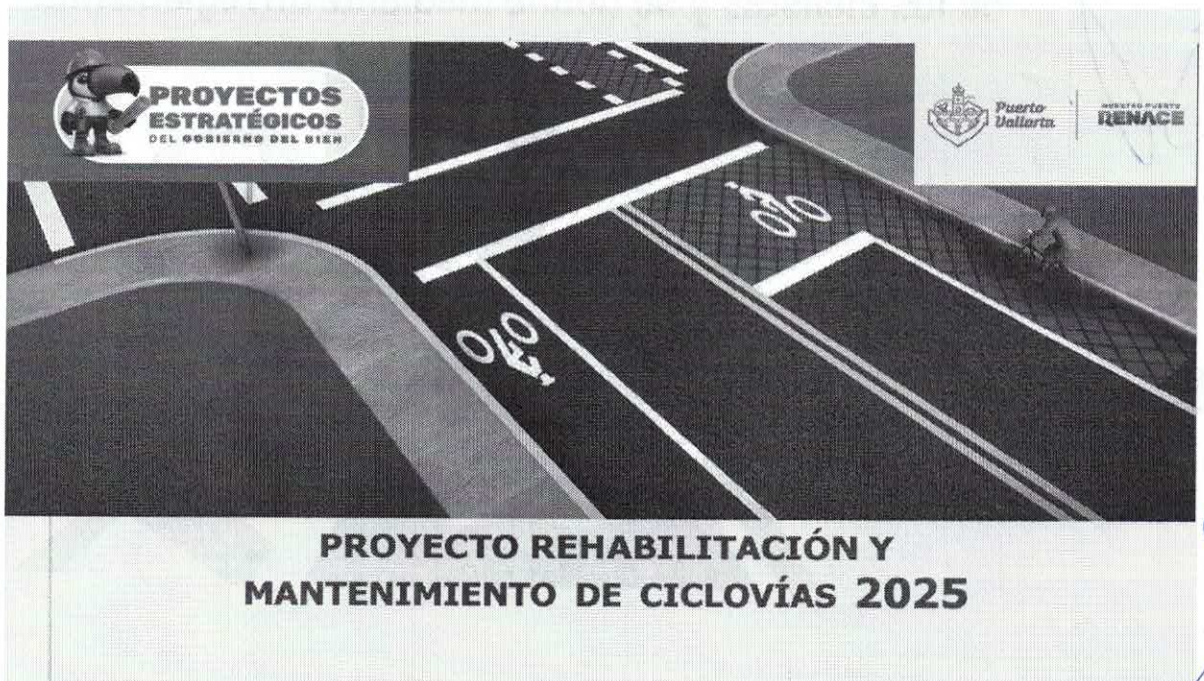 PROYECTOS
ESTRATÉGICOS
DEL GOBIERNO DEL BIEN
Puerto
Vallarta
NUESTRO PUERTO
RENACE
PROYECTO REHABILITACIÓN Y
MANTENIMIENTO DE CICLOVÍAS 2025